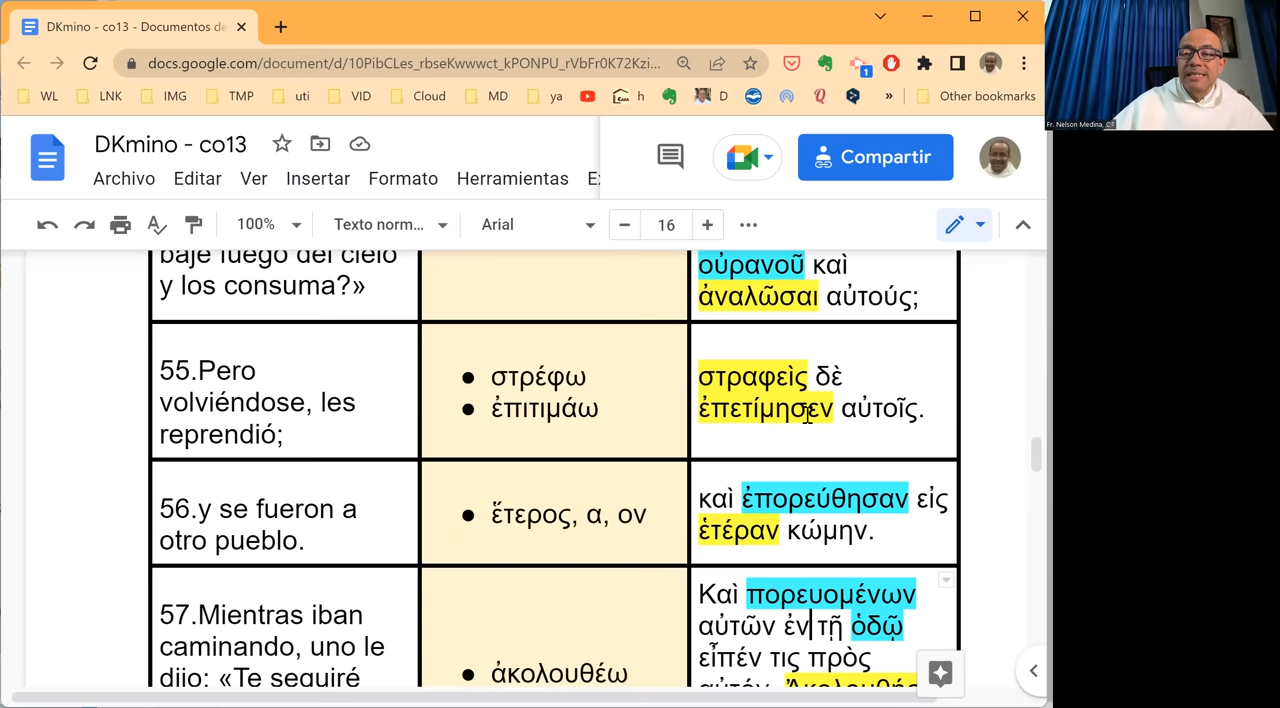 DKmino - co13 - Documentos de
docs.google.com/document/d/10PibCLes_rbseKwwwct_kPONPU_rVbFr0K72Kzi...
WL LNK IMG TMP uti VID Cloud MD ya h D » Other bookmarks
Fr. Nelson Medina, OP
DKmino - co13
Compartir
Archivo Editar Ver Insertar Formato Herramientas
100% Texto norm... Arial 16
baje fuego del cielo
y los consuma?»
οὐρανοῦ καὶ
ἀναλῶσαι αὐτούς;
55.Pero
volviéndose, les
reprendió;
● στρέφω
● ἐπιτιμάω
στραφεὶς δὲ
ἐπετίμησεν αὐτοῖς.
56.y se fueron a
otro pueblo.
● ἕτερος, α, ον
καὶ ἐπορεύθησαν εἰς
ἑτέραν κώμην.
57.Mientras iban
caminando, uno le
dijo: «Te seguiré
● ἀκολουθέω
Καὶ πορευομένων
αὐτῶν ἐν τῇ ὁδῷ
εἶπέν τις πρὸς